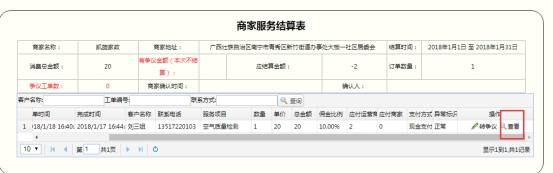 商家服务结算表
商家名称： 凯旋家政 商家地址： 广西壮族自治区南宁市青秀区新竹街道办事处大板一社区居委会 结算时间： 2018年1月1日 至 2018年1月31日
消费总金额： 20 有争议金额（本次不结算）： 应结算金额： -2 订单数量： 1
争议工单数： 0 商家确认时间： 确认人：
客户名称: 工单编号: 联系方式: 查询
单时间 完成时间 客户名称 联系电话 服务项目 数量 单价 总金额 佣金比例 应付运营商 应付商家 支付方式 异常标识 操作
1 18/1/18 16:40: 2018/1/17 16:44: 刘三姐 13517220103 空气质量检测 1 20 20 10.00% 2 0 现金支付 正常 转争议 查看
10 第 1 共1页 显示1到1,共1记录